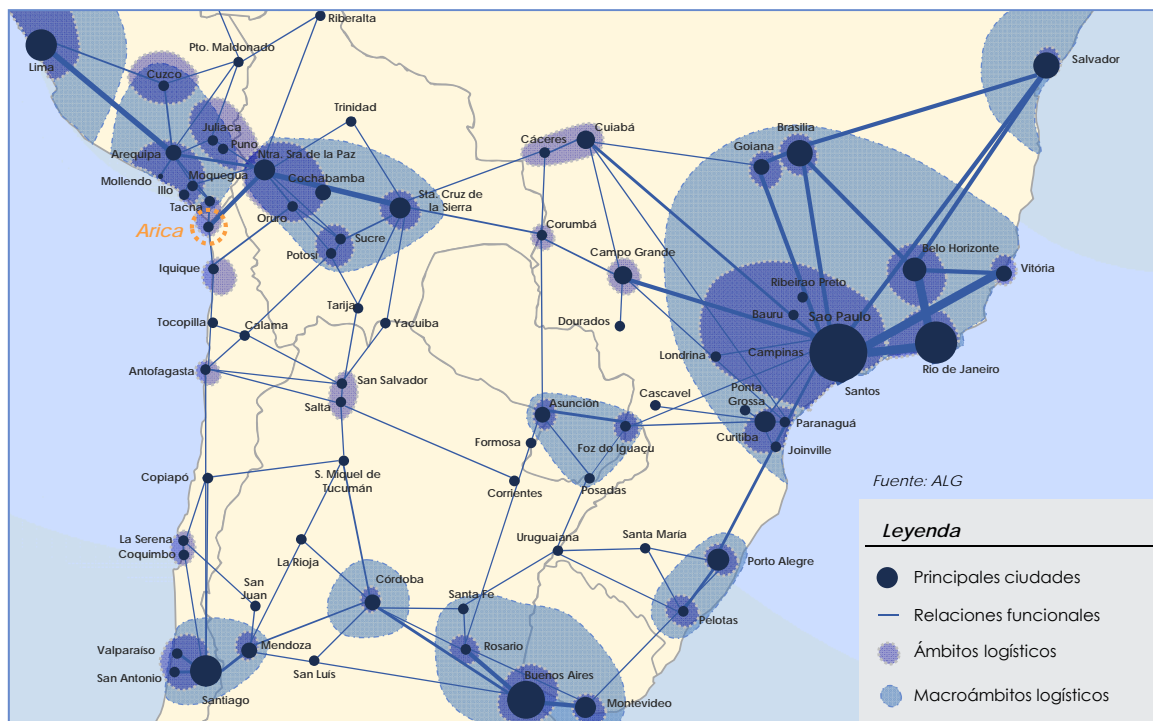 Riberalta
Pto. Maldonado
Lima
Cuzco
Salvador
Trinidad
Juliaca
Puno
Arequipa
Ntra. Sra.de la Paz
Cáceres
Cuiabá
Brasilia
Goiana
Mollendo
Moquegua
Illo
Cochabamba
Tacna
Sta. Cruz de
la Sierra
Oruro
Arica
Sucre
Corumbá
Potosí
Campo Grande
Belo Horizonte
Iquique
Vitória
Ribeirao Preto
Tarija
Yacuiba
Bauru
Sao Paulo
Tocopilla
Calama
Dourados
Londrina
Campinas
Antofagasta
San Salvador
Rio de Janeiro
Santos
Cascavel
Ponta
Grossa
Salta
Asunción
Paranaguá
Curitiba
Formosa
Foz do Iguaçu
Joinville
Copiapó
S. Miquel de
Tucumán
Corrientes
Posadas
Fuente: ALG
La Serena
Coquimbo
Uruguaiana
Santa María
Leyenda
La Rioja
Porto Alegre
San
Juan
Córdoba
Principales ciudades
Santa Fe
Relaciones funcionales
Pelotas
Valparaíso
Mendoza
Rosario
Ámbitos logísticos
San Antonio
San Luis
Buenos Aires
Macroámbitos logísticos
Santiago
Montevideo